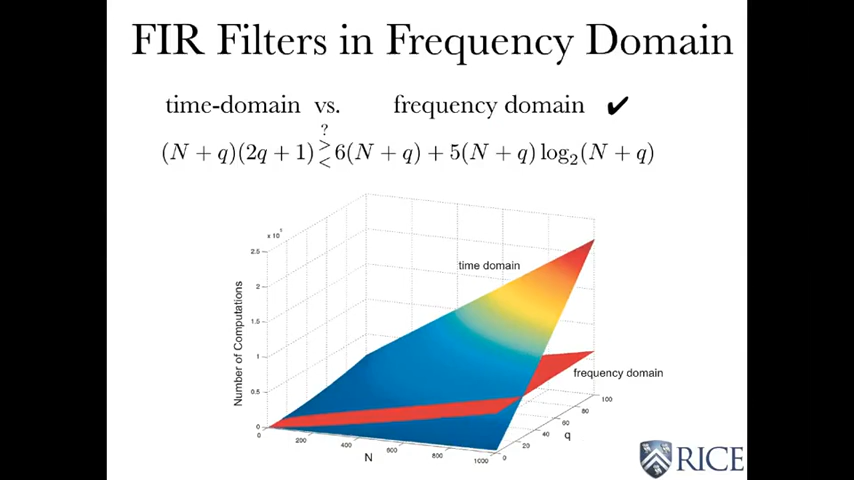 FIR Filters in Frequency Domain
time-domain vs. frequency domain ✔
?
(N + q)(2q + 1) ≷ 6(N + q) + 5(N + q) log₂(N + q)
2.5
2
1.5
1
0.5
0
Number of Computations
time domain
frequency domain
0
200
400
600
800
1000
N
0
20
40
60
80
100
q
RICE